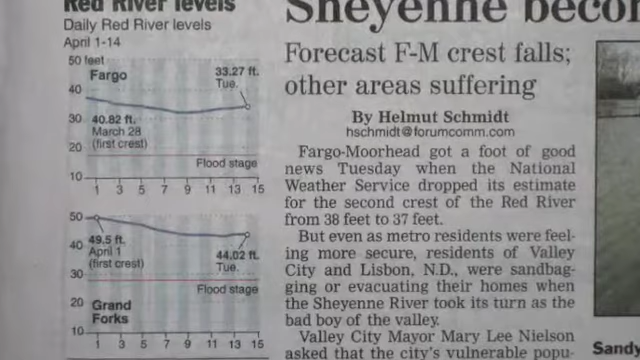 Red River levels
Daily Red River levels
April 1-14
50 feet
Fargo
33.27 ft.
Tue.
40
30
40.82 ft.
March 28
(first crest)
20
Flood stage
10
1 3 5 7 9 11 13 15
50
49.5 ft.
April 1
(first crest)
40
44.02 ft.
Tue.
30
Flood stage
20
Grand
Forks
10
1 3 5 7 9 11 13 15
Sheyenne
Forecast F-M crest falls;
other areas suffering
By Helmut Schmidt
hschmidt@forumcomm.com
Fargo-Moorhead got a foot of good
news Tuesday when the National
Weather Service dropped its estimate
for the second crest of the Red River
from 38 feet to 37 feet.
But even as metro residents were feel-
ing more secure, residents of Valley
City and Lisbon, N.D., were sandbag-
ging or evacuating their homes when
the Sheyenne River took its turn as the
bad boy of the valley.
Valley City Mayor Mary Lee Nielson
asked that the city's vulnerable popu-
Sandy